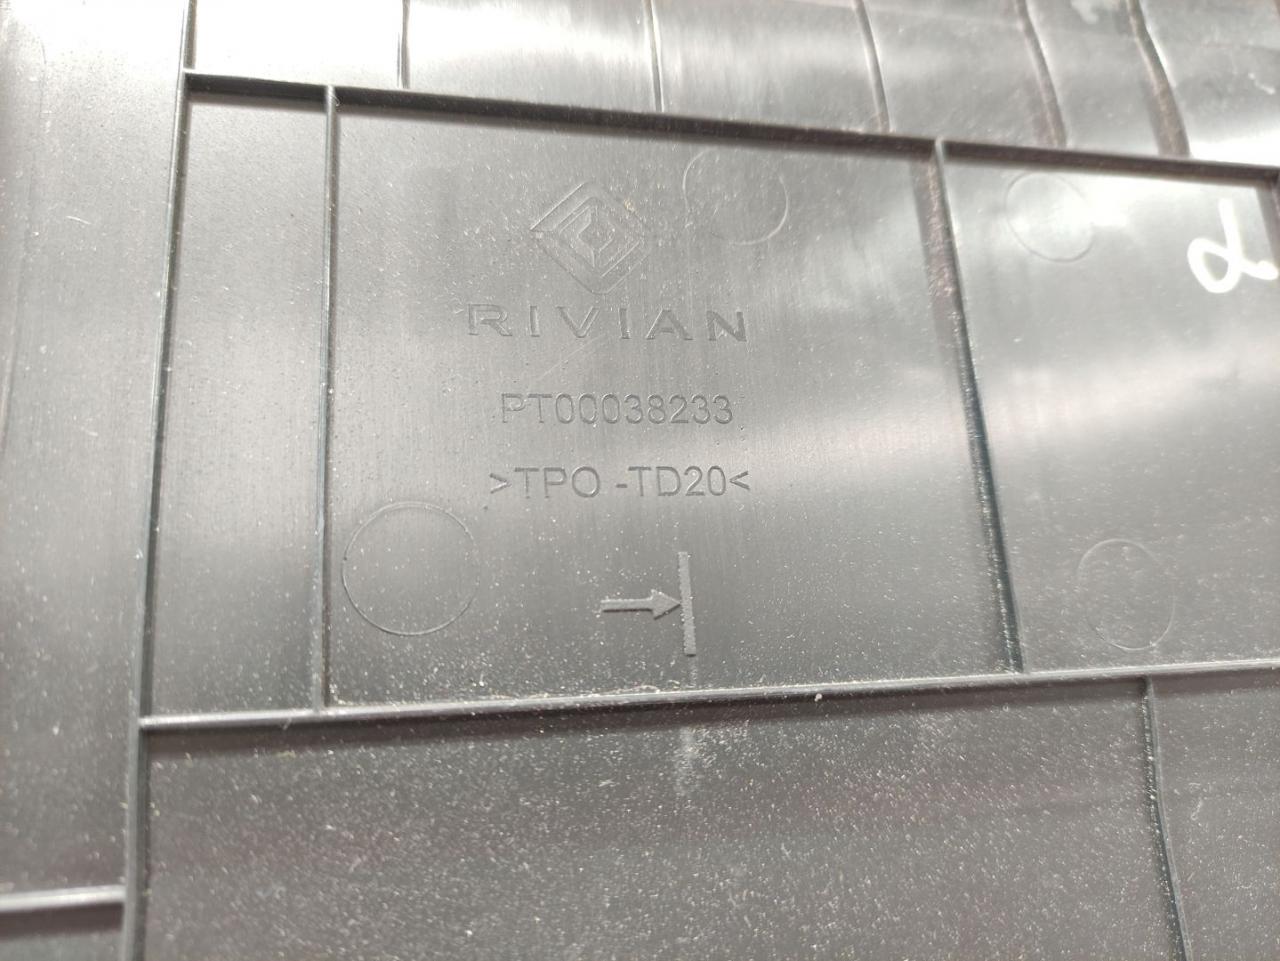 RIVIAN
PT00038233
>TPO -TD20<